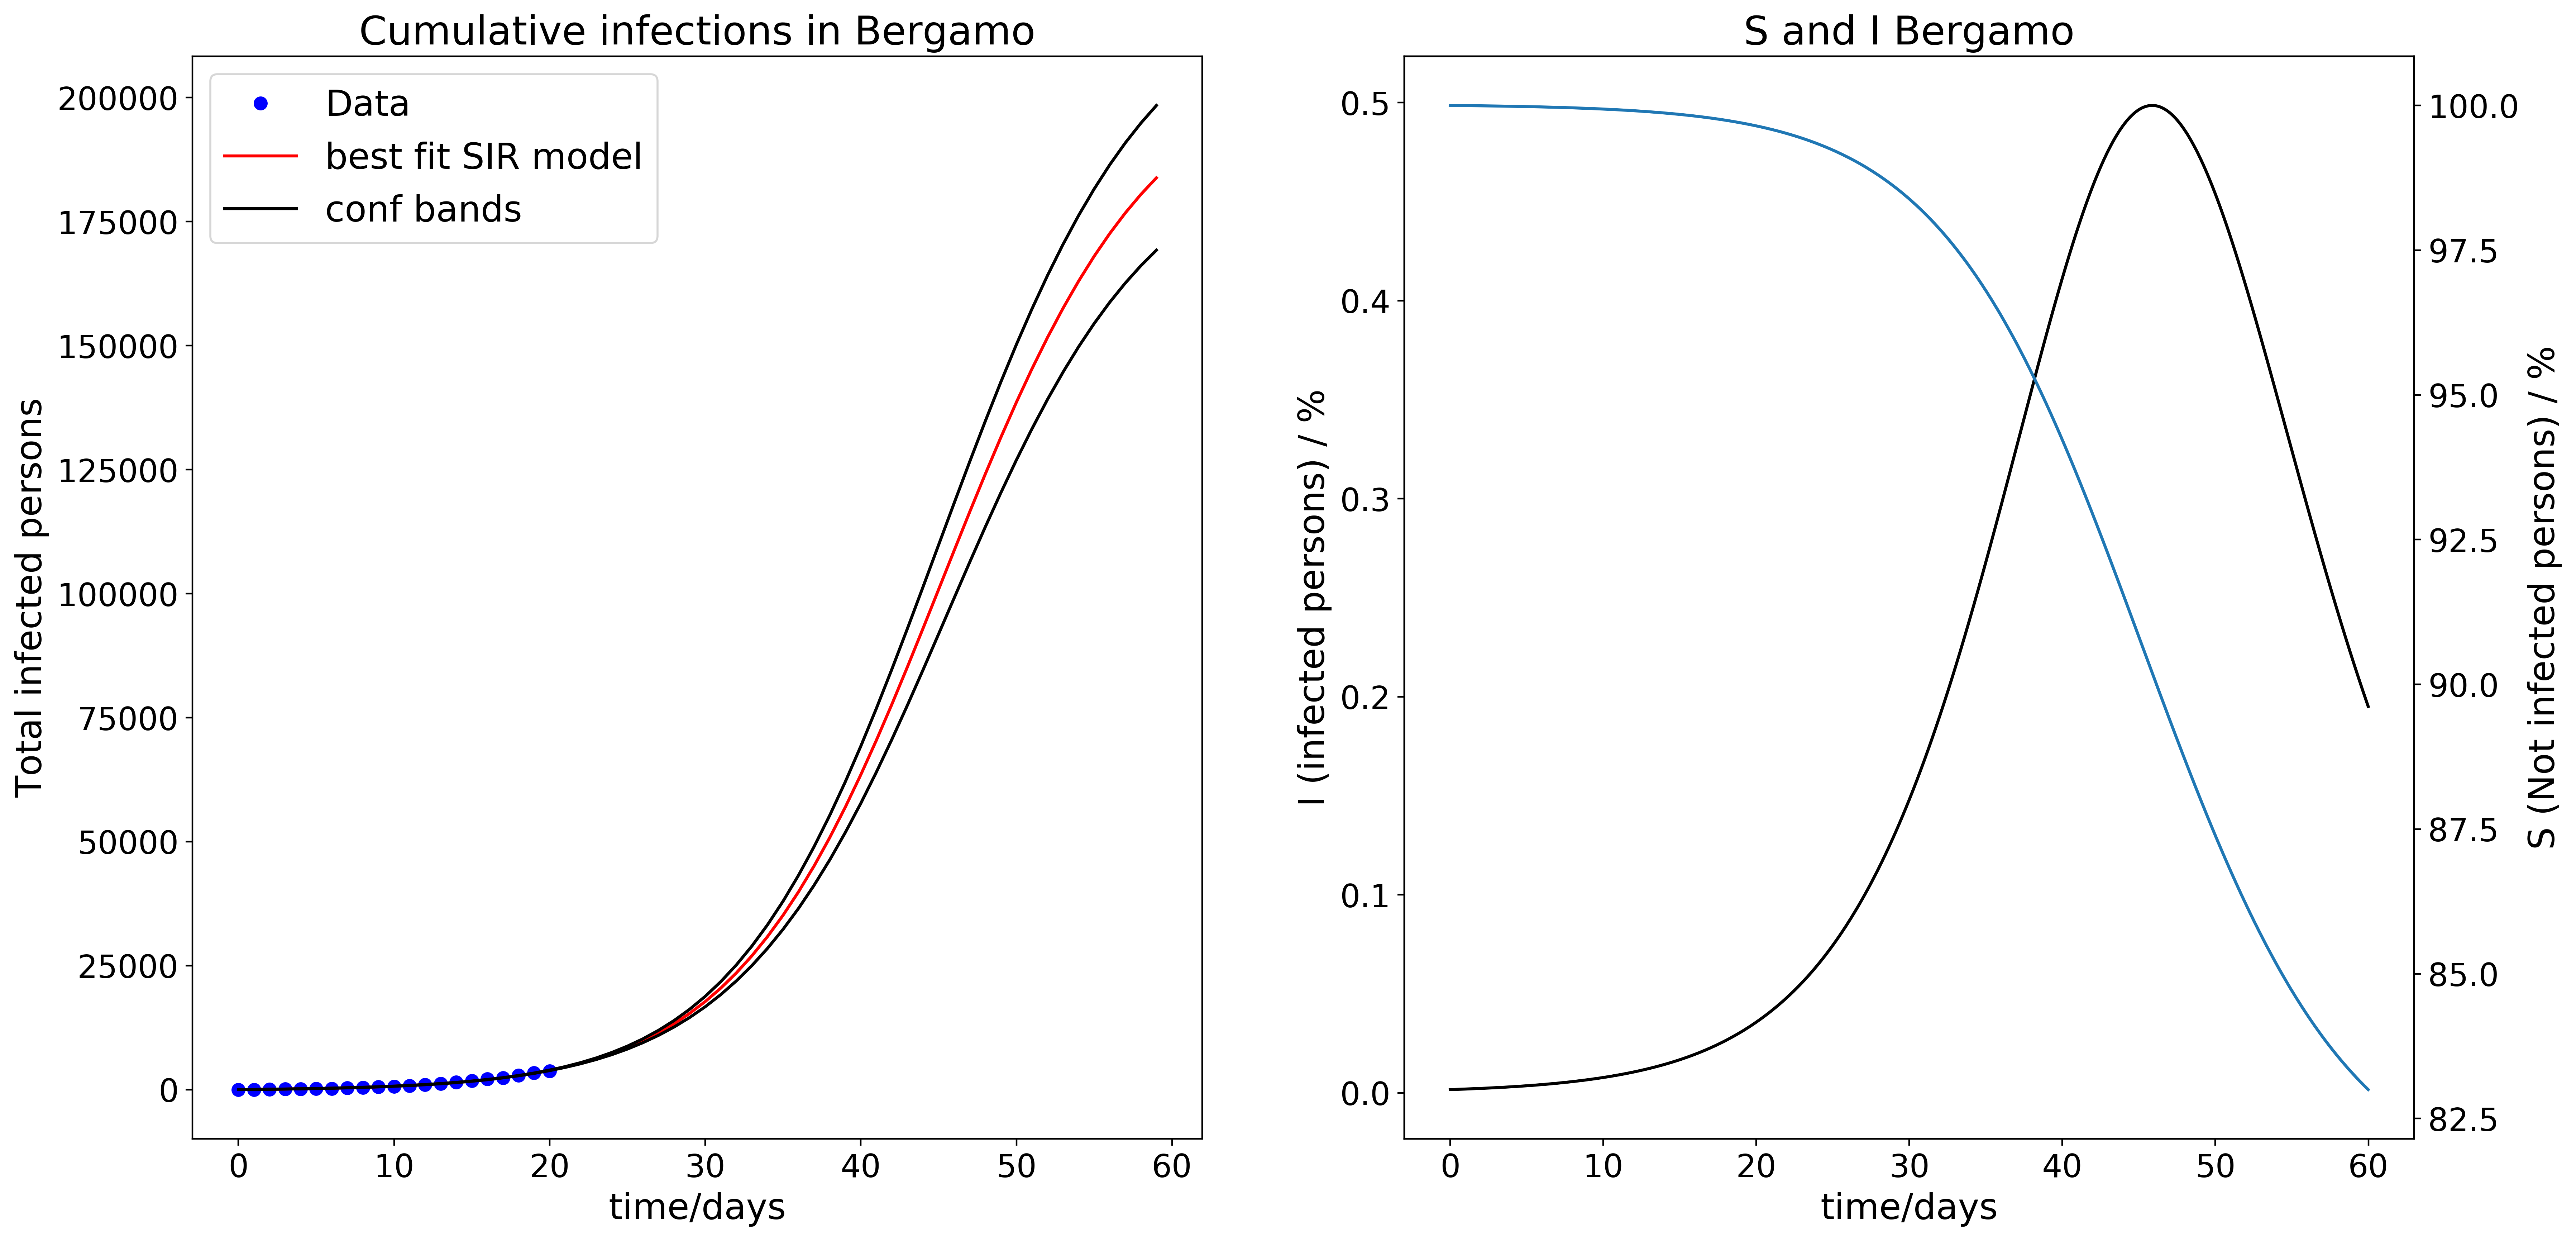 Cumulative infections in Bergamo
Data
best fit SIR model
conf bands
200000
175000
150000
125000
100000
75000
50000
25000
0
Total infected persons
0 10 20 30 40 50 60
time/days
S and I Bergamo
0.5
0.4
0.3
0.2
0.1
0.0
I (infected persons) / %
100.0
97.5
95.0
92.5
90.0
87.5
85.0
82.5
S (Not infected persons) / %
0 10 20 30 40 50 60
time/days